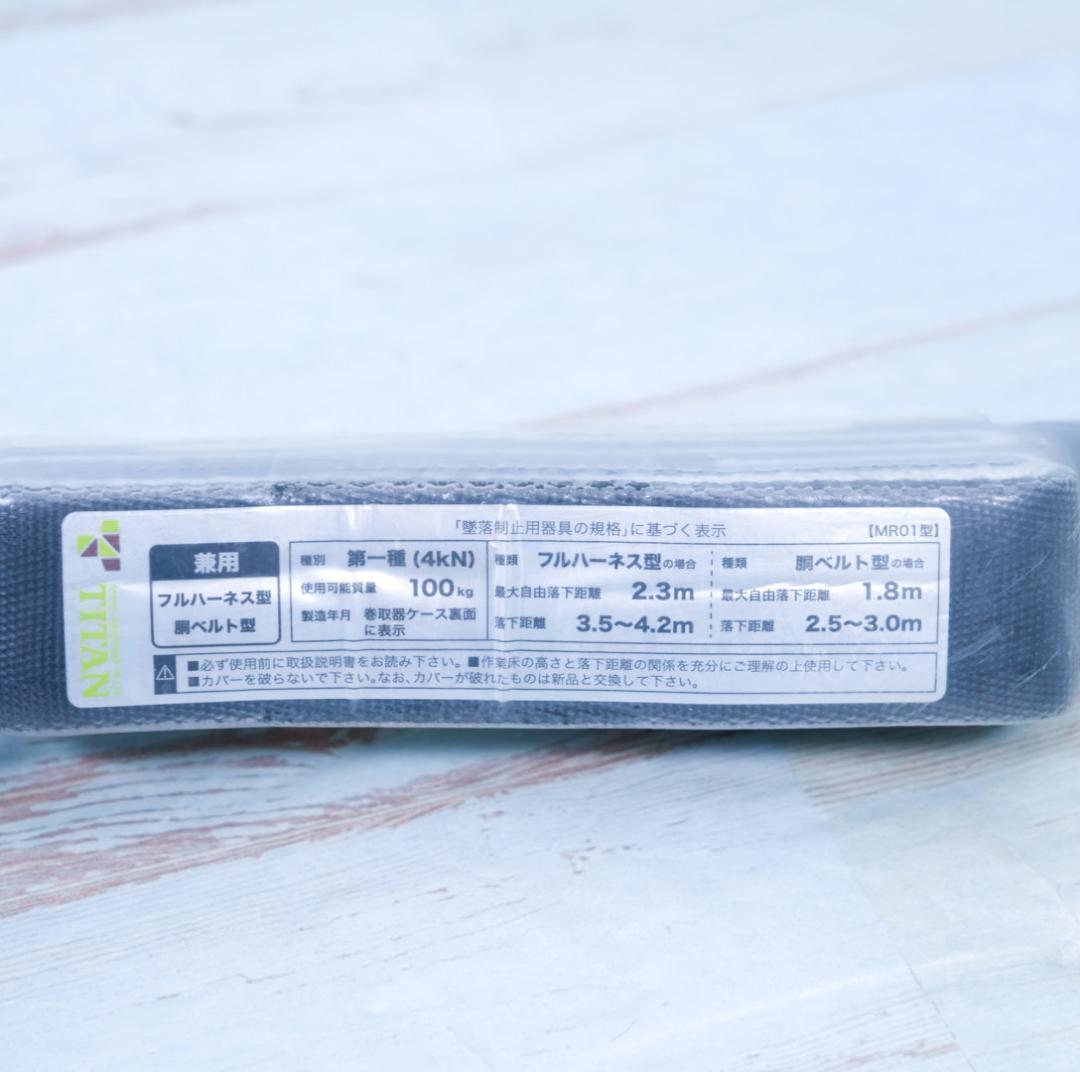 「墜落制止用器具の規格」に基づく表示
【MR01型】
TITAN
兼用
フルハーネス型
胴ベルト型
種別 第一種 (4kN)
使用可能質量 100kg
製造年月 巻取器ケース裏面
に表示
種類 フルハーネス型の場合
最大自由落下距離 2.3m
落下距離 3.5〜4.2m
種類 胴ベルト型の場合
最大自由落下距離 1.8m
落下距離 2.5〜3.0m
■必ず使用前に取扱説明書をお読み下さい。■作業床の高さと落下距離の関係を充分にご理解の上使用して下さい。
■カバーを破らないで下さい。なお、カバーが破れたものは新品と交換して下さい。